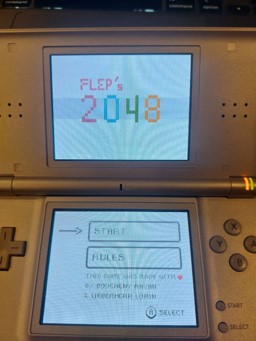 FLEP's
2048
START
RULES
THIS GAME WAS MADE WITH
A SELECT
X
Y
A
B
START
SELECT